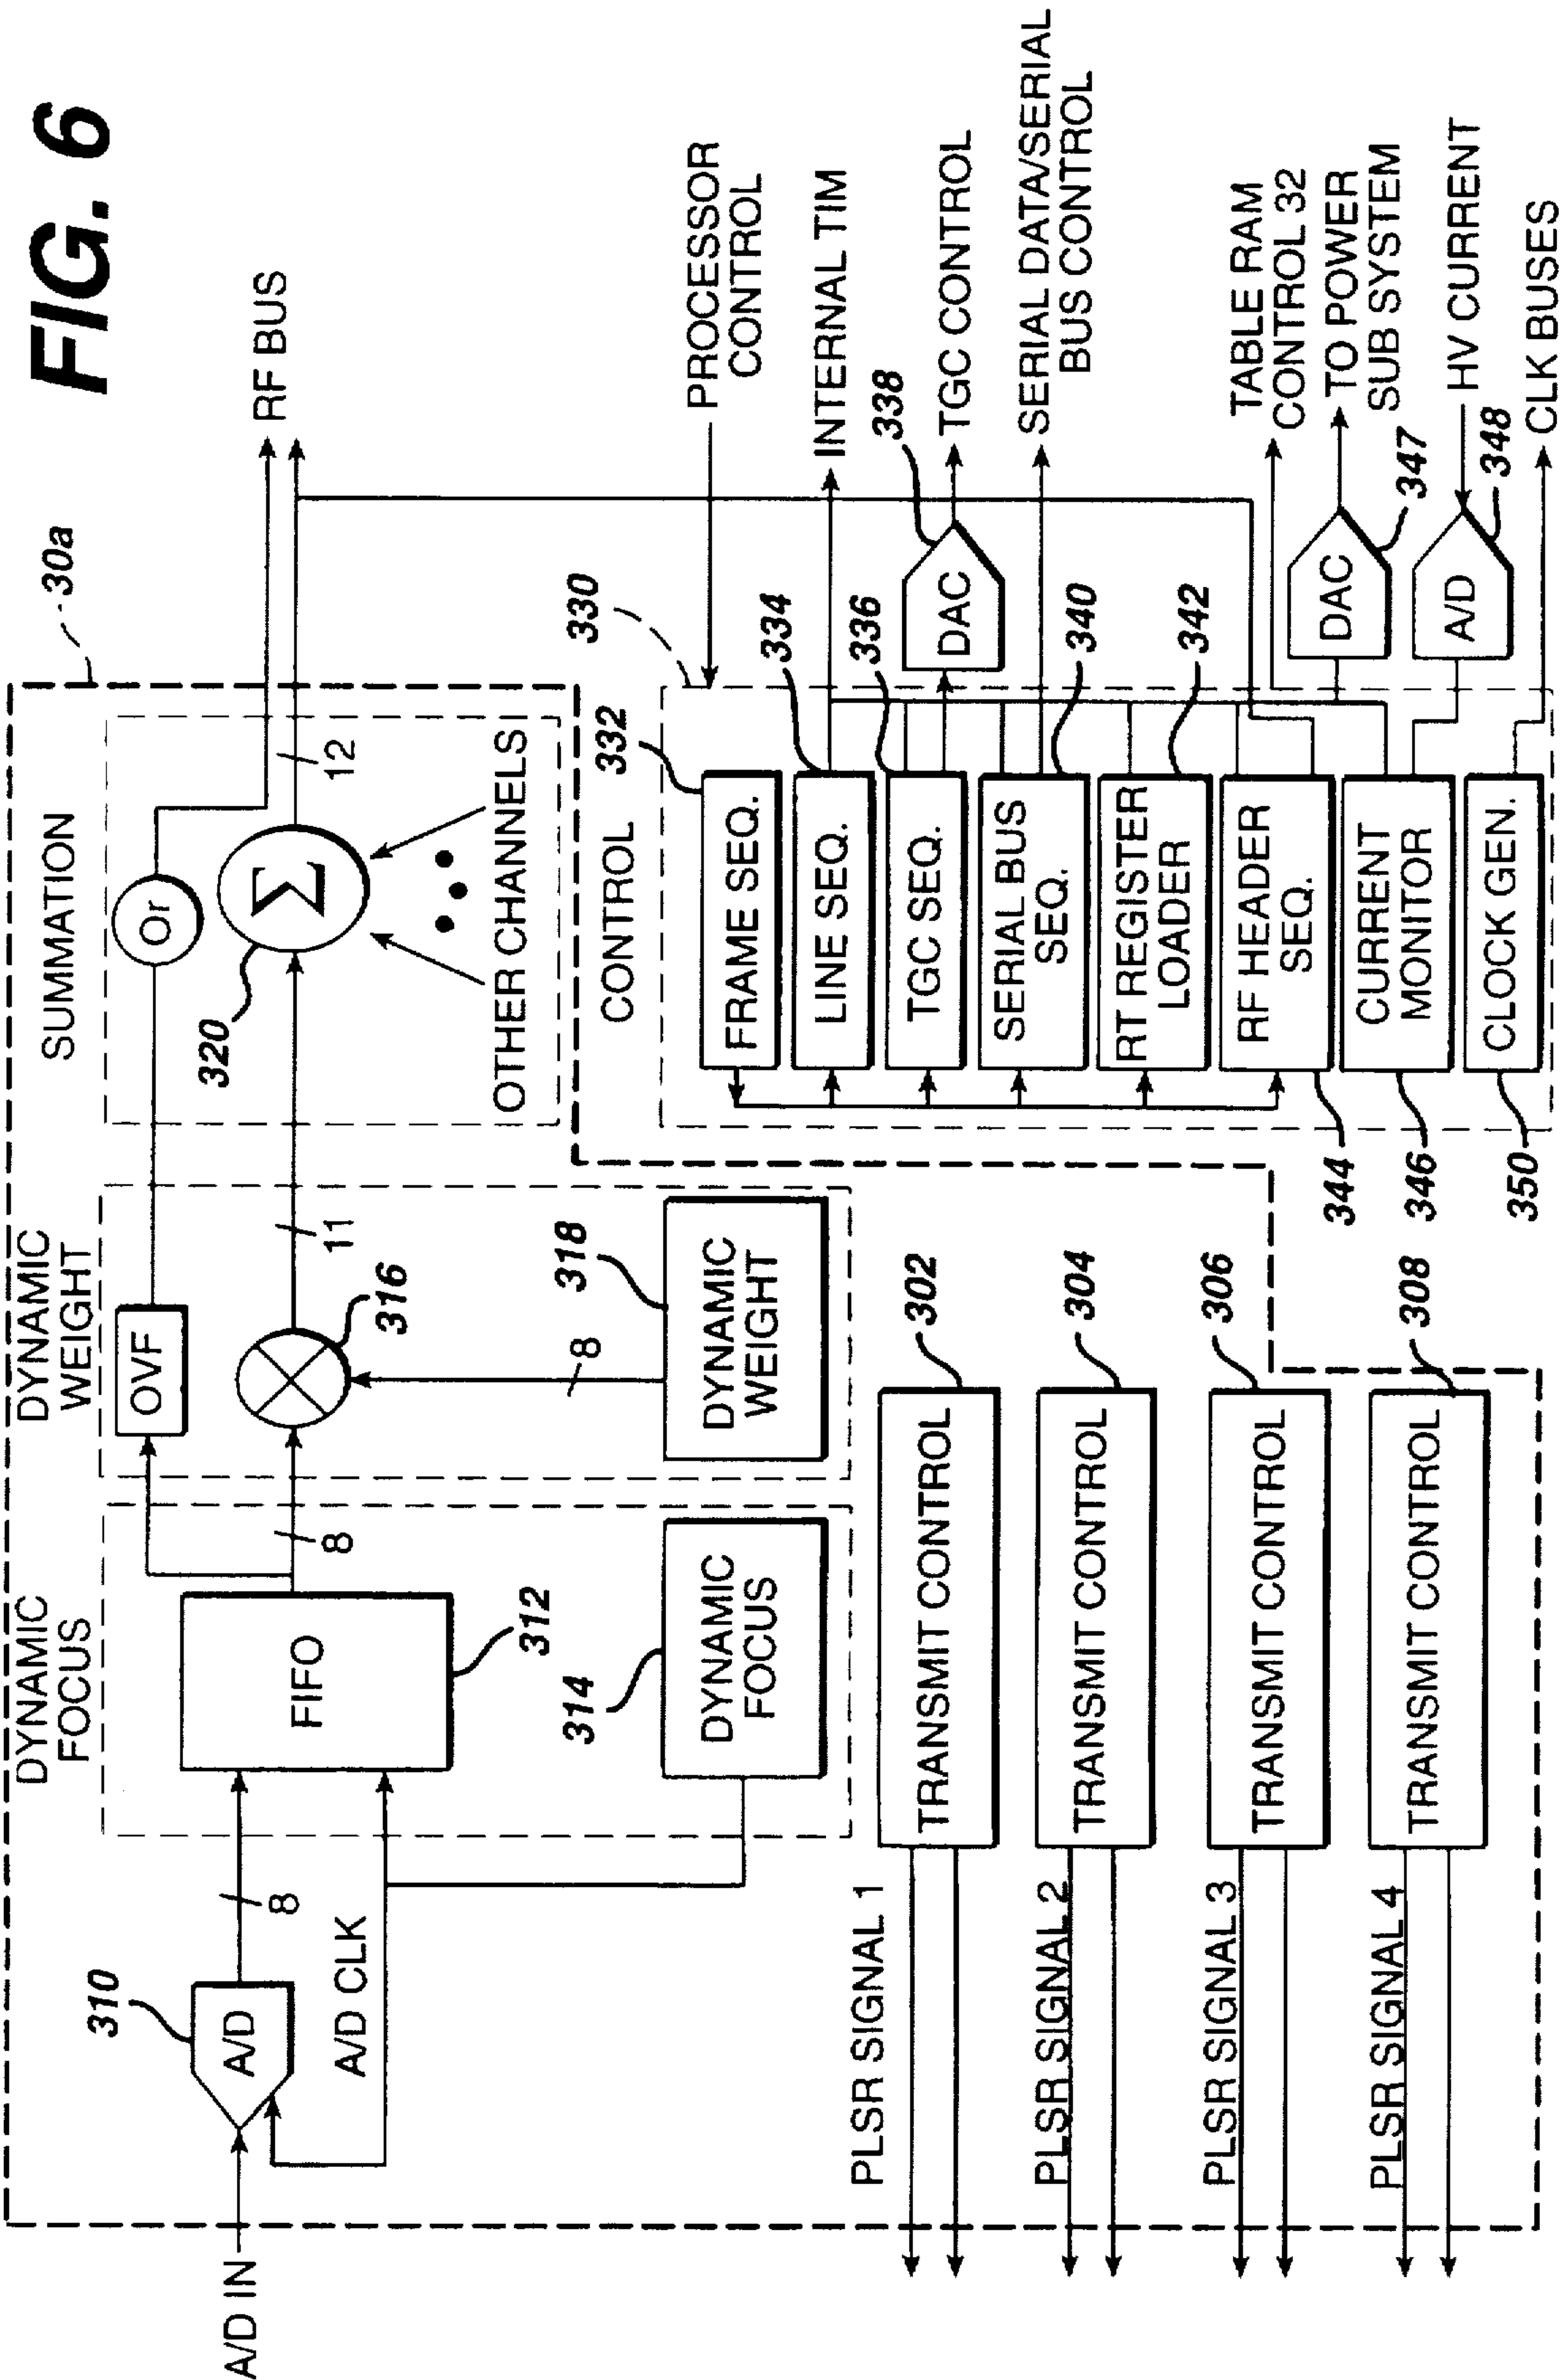 FIG. 6
30a
RF BUS
DYNAMIC
FOCUS
DYNAMIC
WEIGHT
SUMMATION
A/D IN
310
A/D
8
A/D CLK
FIFO
312
8
314
DYNAMIC
FOCUS
OVF
316
11
8
318
DYNAMIC
WEIGHT
Or
320
Σ
12
OTHER CHANNELS
PLSR SIGNAL 1
TRANSMIT CONTROL
302
PLSR SIGNAL 2
TRANSMIT CONTROL
304
PLSR SIGNAL 3
TRANSMIT CONTROL
306
PLSR SIGNAL 4
TRANSMIT CONTROL
308
CONTROL
330
PROCESSOR
CONTROL
332
FRAME SEQ.
334
LINE SEQ.
INTERNAL TIM
336
TGC SEQ.
DAC
338
TGC CONTROL
SERIAL BUS
SEQ.
340
SERIAL DATA/SERIAL
BUS CONTROL
RT REGISTER
LOADER
342
RF HEADER
SEQ.
344
TABLE RAM
CONTROL 32
CURRENT
MONITOR
346
DAC
347
TO POWER
SUB SYSTEM
A/D
348
HV CURRENT
CLOCK GEN.
350
CLK BUSES